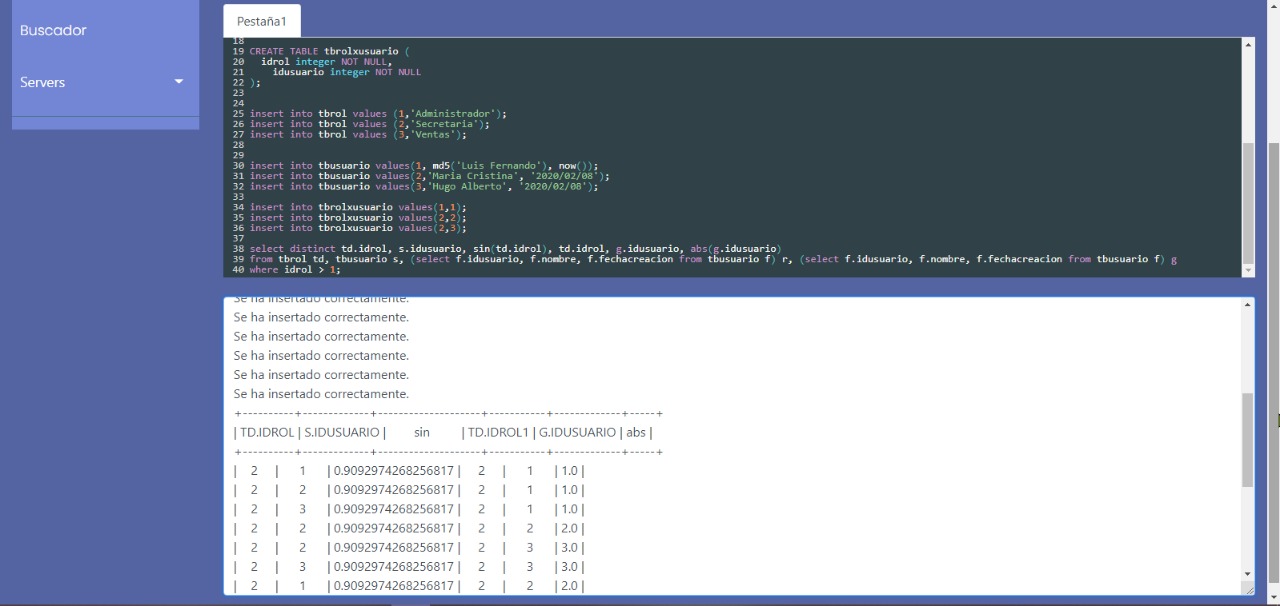 Buscador
Servers
Pestaña1
18
19 CREATE TABLE tbrolxusuario (
20 idrol integer NOT NULL,
21 idusuario integer NOT NULL
22 );
23
24
25 insert into tbrol values (1,'Administrador');
26 insert into tbrol values (2,'Secretaria');
27 insert into tbrol values (3,'Ventas');
28
29
30 insert into tbusuario values(1, md5('Luis Fernando'), now());
31 insert into tbusuario values(2,'Maria Cristina', '2020/02/08');
32 insert into tbusuario values(3,'Hugo Alberto', '2020/02/08');
33
34 insert into tbrolxusuario values(1,1);
35 insert into tbrolxusuario values(2,2);
36 insert into tbrolxusuario values(2,3);
37
38 select distinct td.idrol, s.idusuario, sin(td.idrol), td.idrol, g.idusuario, abs(g.idusuario)
39 from tbrol td, tbusuario s, (select f.idusuario, f.nombre, f.fechacreacion from tbusuario f) r, (select f.idusuario, f.nombre, f.fechacreacion from tbusuario f) g
40 where idrol > 1;
Se ha insertado correctamente.
Se ha insertado correctamente.
Se ha insertado correctamente.
Se ha insertado correctamente.
Se ha insertado correctamente.
Se ha insertado correctamente.
+----------+-------------+--------------------+-----------+-------------+-----+
| TD.IDROL | S.IDUSUARIO | sin | TD.IDROL1 | G.IDUSUARIO | abs |
+----------+-------------+--------------------+-----------+-------------+-----+
| 2 | 1 | 0.9092974268256817 | 2 | 1 | 1.0 |
| 2 | 2 | 0.9092974268256817 | 2 | 1 | 1.0 |
| 2 | 3 | 0.9092974268256817 | 2 | 1 | 1.0 |
| 2 | 2 | 0.9092974268256817 | 2 | 2 | 2.0 |
| 2 | 2 | 0.9092974268256817 | 2 | 3 | 3.0 |
| 2 | 3 | 0.9092974268256817 | 2 | 3 | 3.0 |
| 2 | 1 | 0.9092974268256817 | 2 | 2 | 2.0 |